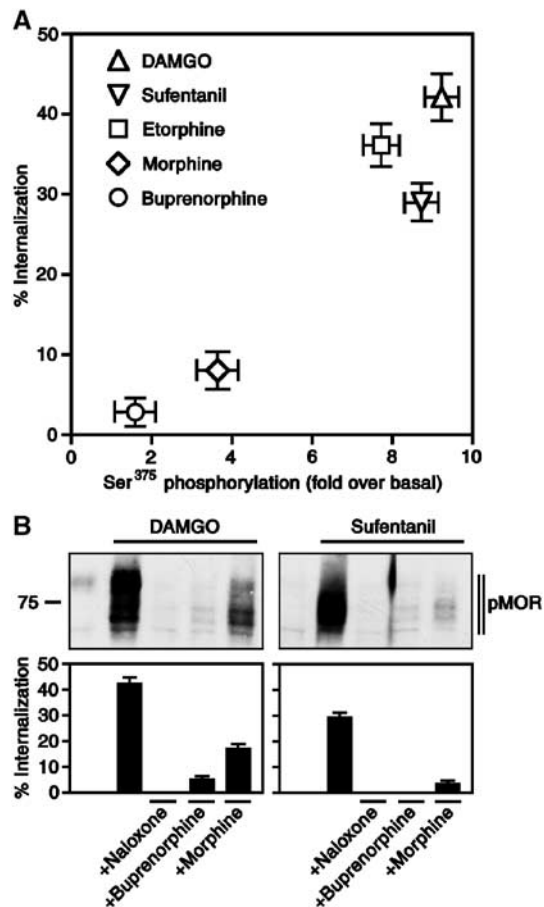 A
50
40
30
20
10
0
% Internalization
DAMGO
Sufentanil
Etorphine
Morphine
Buprenorphine
0 2 4 6 8 10
Ser³⁷⁵ phosphorylation (fold over basal)
B
DAMGO
Sufentanil
75
pMOR
50
40
30
20
10
0
% Internalization
+Naloxone
+Buprenorphine
+Morphine
+Naloxone
+Buprenorphine
+Morphine